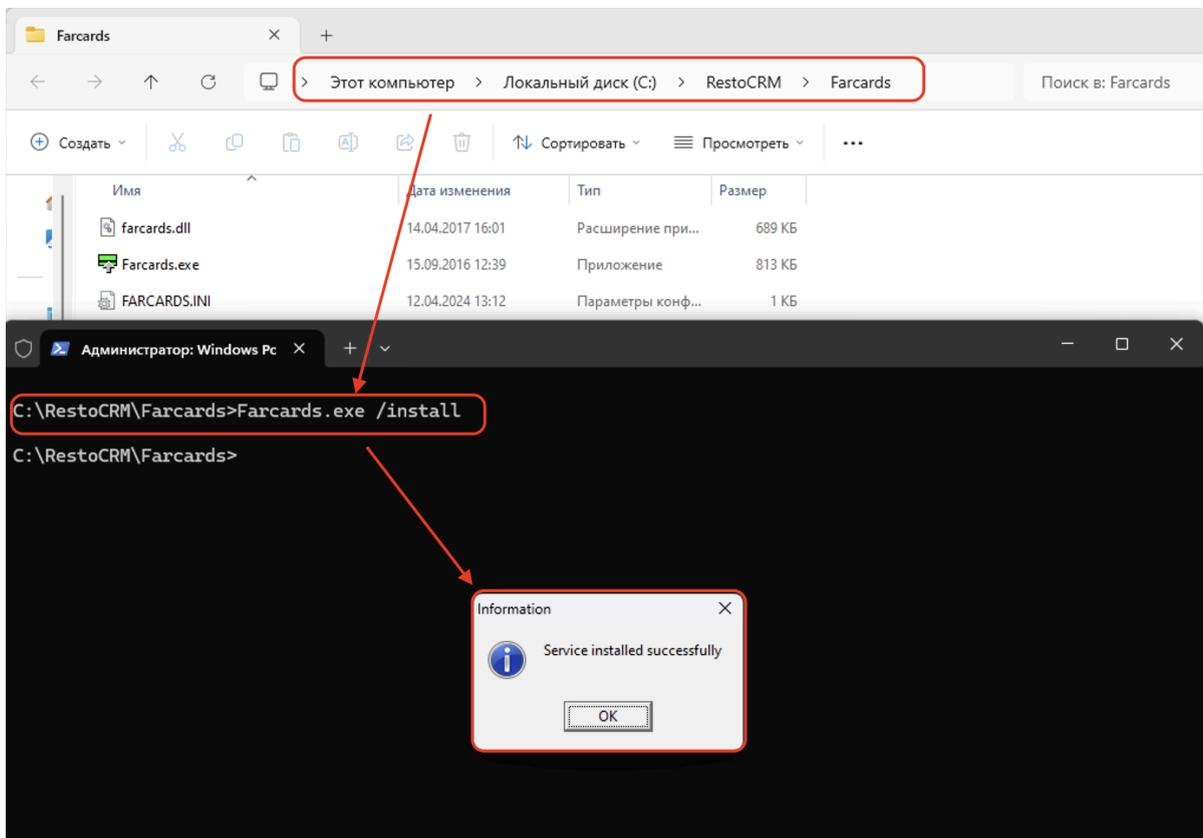 Farcards
Этот компьютер > Локальный диск (C:) > RestoCRM > Farcards
Поиск в: Farcards
Создать
Сортировать
Просмотреть
Имя Дата изменения Тип Размер
farcards.dll 14.04.2017 16:01 Расширение при... 689 КБ
Farcards.exe 15.09.2016 12:39 Приложение 813 КБ
FARCARDS.INI 12.04.2024 13:12 Параметры конф... 1 КБ
Администратор: Windows Pc
C:\RestoCRM\Farcards>Farcards.exe /install
C:\RestoCRM\Farcards>
Information
Service installed successfully
OK